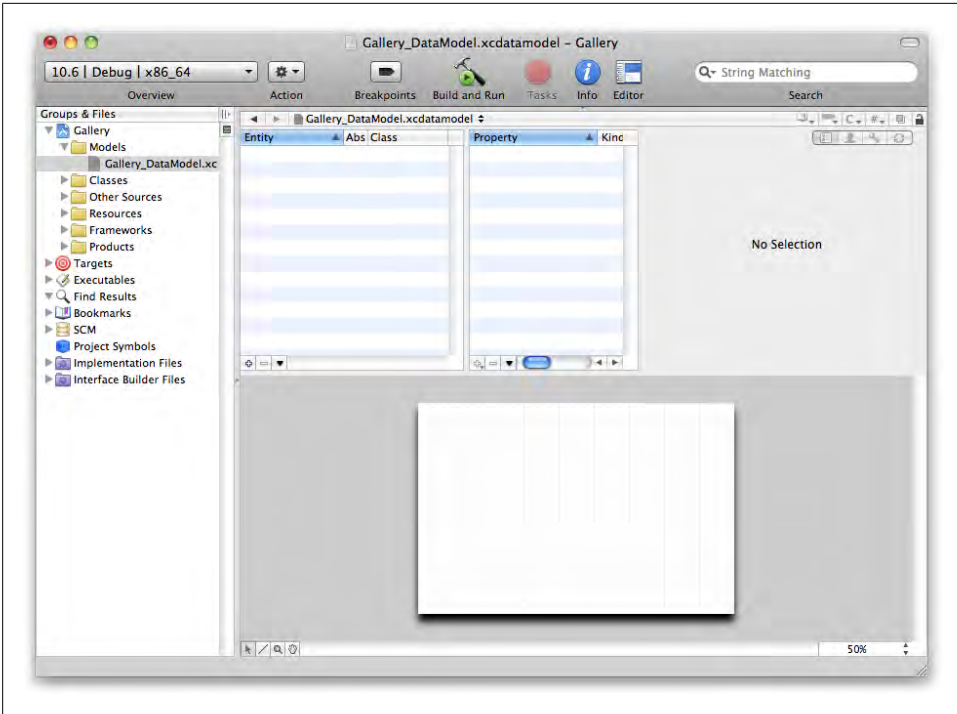 Gallery_DataModel.xcdatamodel – Gallery
10.6 | Debug | x86_64
String Matching
Overview
Action
Breakpoints
Build and Run
Tasks
Info
Editor
Search
Groups & Files
Gallery_DataModel.xcdatamodel
C
#
Gallery
Models
Gallery_DataModel.xc
Classes
Other Sources
Resources
Frameworks
Products
Targets
Executables
Find Results
Bookmarks
SCM
Project Symbols
Implementation Files
Interface Builder Files
Entity
Abs
Class
Property
Kind
No Selection
50%